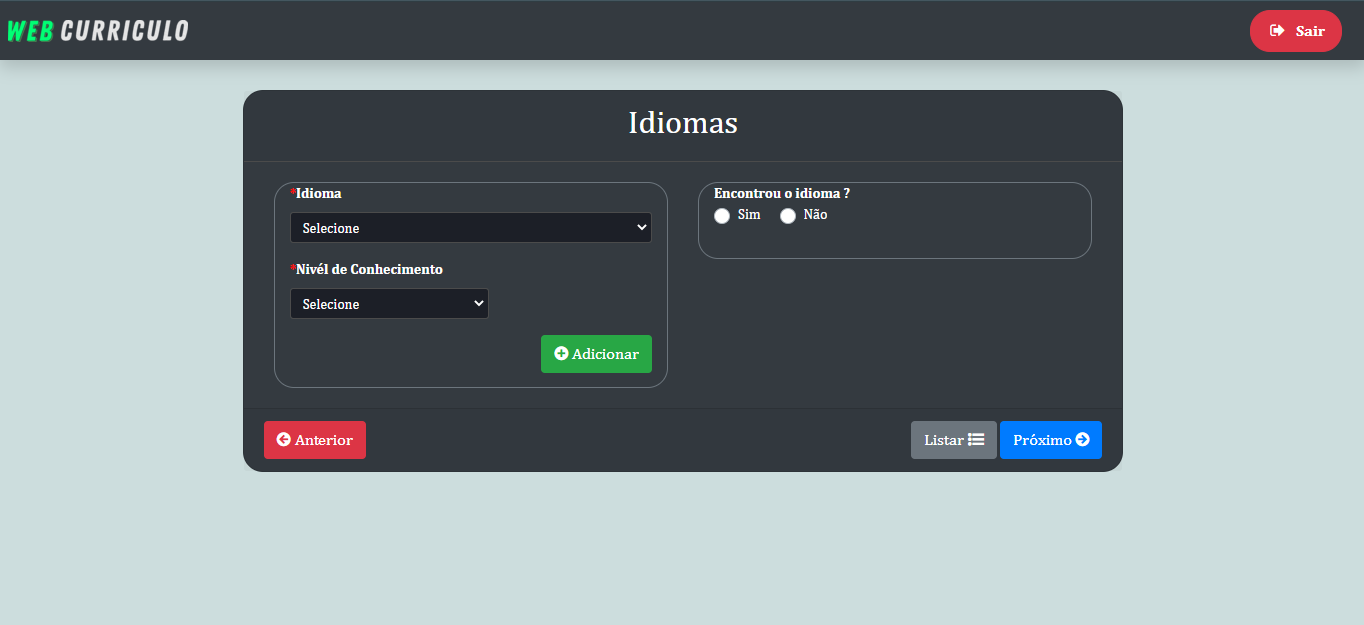 WEB CURRICULO
Sair
Idiomas
*Idioma
Selecione
*Nivél de Conhecimento
Selecione
Adicionar
Encontrou o idioma ?
Sim Não
Anterior
Listar
Próximo